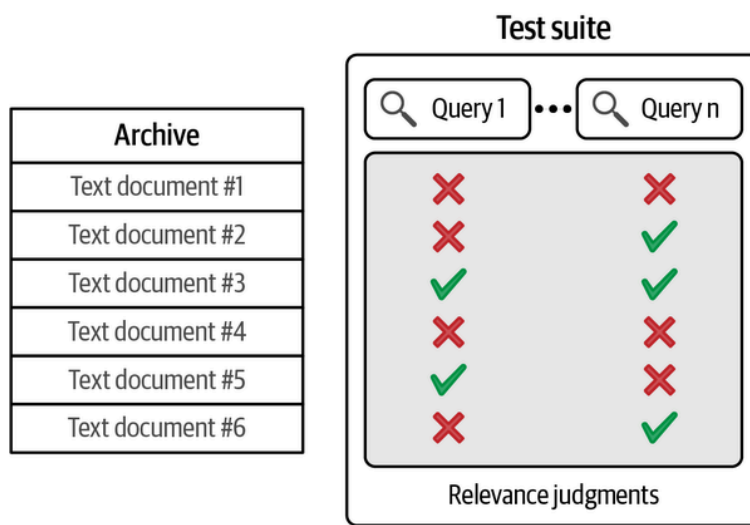 Test suite
Query 1 ••• Query n
Archive
Text document #1
Text document #2
Text document #3
Text document #4
Text document #5
Text document #6
Relevance judgments